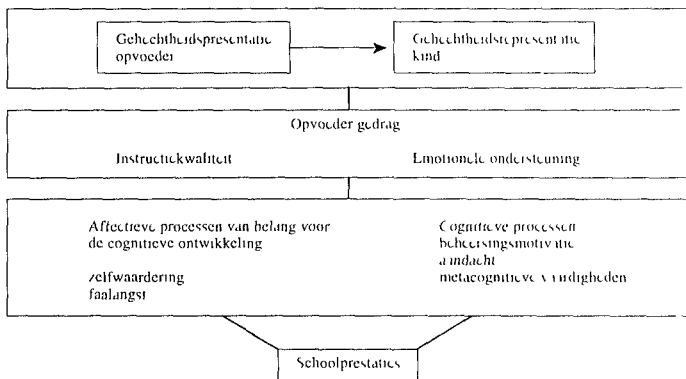 Gehechtheidspresentatie
opvoeder
Gehechtheidsrepresentatie
kind
Opvoeder gedrag
Instructiekwaliteit
Emotionele ondersteuning
Affectieve processen van belang voor
de cognitieve ontwikkeling
zelfwaardering
faalangst
Cognitieve processen
beheersingsmotivatie
aandacht
metacognitieve vaardigheden
Schoolprestaties